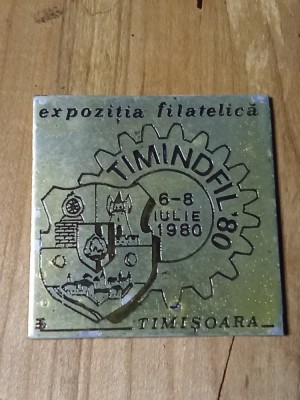 expoziția filatelică
TIMINDFIL '80
6-8
IULIE
1980
TIMIȘOARA